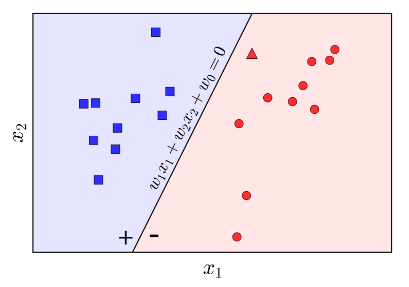 x₂
w₁x₁ + w₂x₂ + w₀ = 0
+ -
x₁